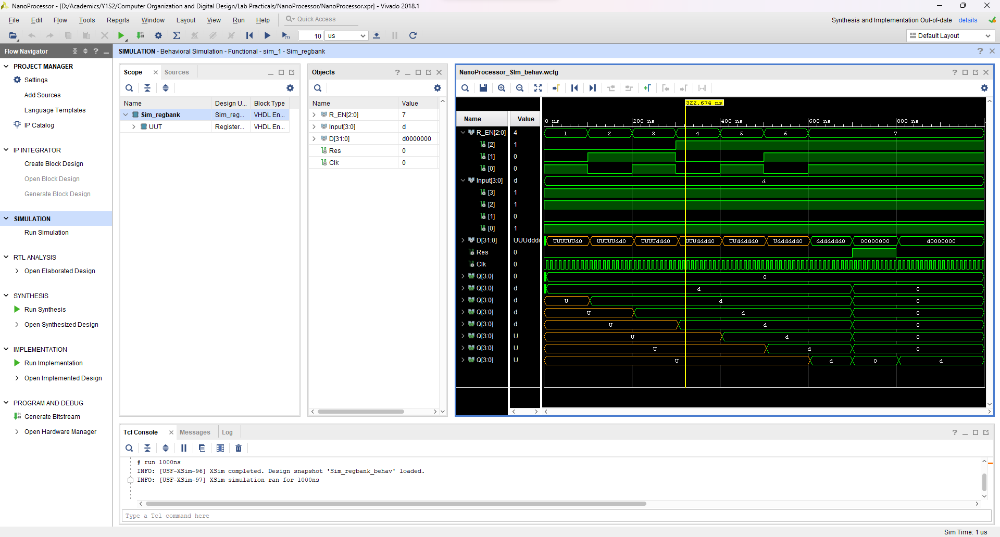 NanoProcessor - [D:/Academics/Y1S2/Computer Organization and Digital Design/Lab Practicals/NanoProcessor/NanoProcessor.xpr] - Vivado 2018.1
File Edit Flow Tools Reports Window Layout View Run Help Quick Access
Synthesis and Implementation Out-of-date details
10 us
Default Layout
Flow Navigator
SIMULATION - Behavioral Simulation - Functional - sim_1 - Sim_regbank
PROJECT MANAGER
Settings
Add Sources
Language Templates
IP Catalog
IP INTEGRATOR
Create Block Design
Open Block Design
Generate Block Design
SIMULATION
Run Simulation
RTL ANALYSIS
Open Elaborated Design
SYNTHESIS
Run Synthesis
Open Synthesized Design
IMPLEMENTATION
Run Implementation
Open Implemented Design
PROGRAM AND DEBUG
Generate Bitstream
Open Hardware Manager
Scope Sources
Name Design U... Block Type
Sim_regbank Sim_reg... VHDL En...
UUT Register... VHDL En...
Objects
Name Value
R_EN[2:0] 7
Input[3:0] d
D[31:0] d0000000
Res 0
Clk 0
NanoProcessor_SIm_behav.wcfg
322.674 ns
Name Value
0 ns 200 ns 400 ns 600 ns 800 ns
R_EN[2:0] 4 1 2 3 4 5 6 7
[2] 1
[1] 0
[0] 0
Input[3:0] d d
[3] 1
[2] 1
[1] 0
[0] 1
D[31:0] UUUdddd UUUUUUd0 UUUUUdd0 UUUUddd0 UUUdddd0 UUddddd0 Udddddd0 ddddddd0 00000000 d0000000
Res 0
Clk 0
Q[3:0] 0 0
Q[3:0] d d 0
Q[3:0] d U d 0
Q[3:0] d U d 0
Q[3:0] d U d 0
Q[3:0] U U d 0
Q[3:0] U U d 0
Q[3:0] U U d 0 d
Tcl Console Messages Log
# run 1000ns
INFO: [USF-XSim-96] XSim completed. Design snapshot 'Sim_regbank_behav' loaded.
INFO: [USF-XSim-97] XSim simulation ran for 1000ns
Type a Tcl command here
Sim Time: 1 us